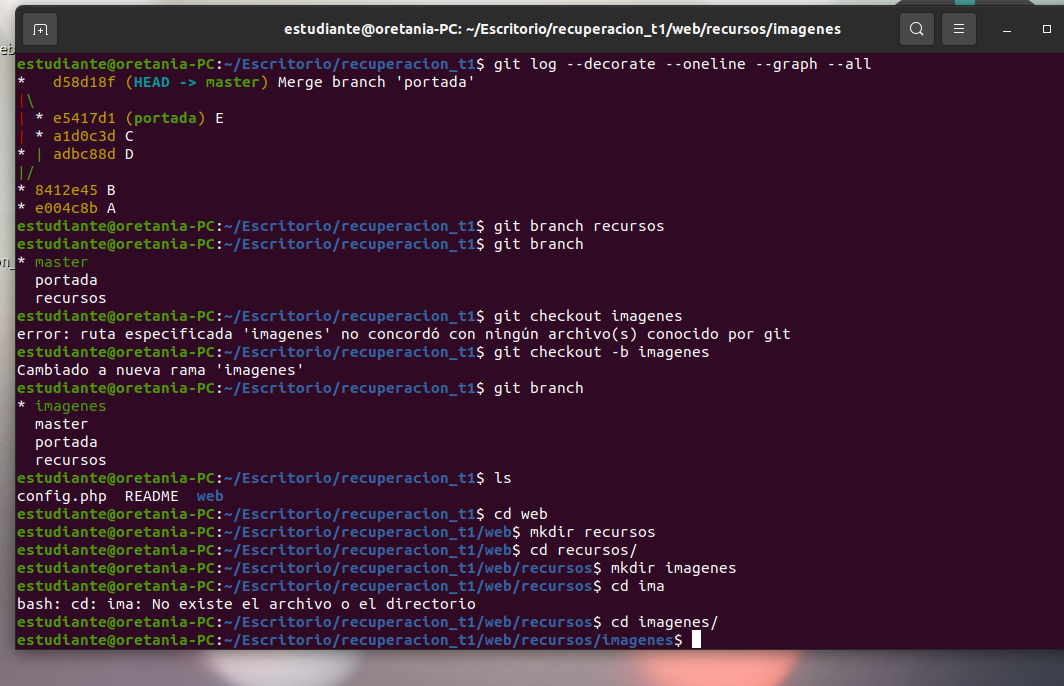 estudiante@oretania-PC: ~/Escritorio/recuperacion_t1/web/recursos/imagenes
estudiante@oretania-PC:~/Escritorio/recuperacion_t1$ git log --decorate --oneline --graph --all
*   d58d18f (HEAD -> master) Merge branch 'portada'
|\
| * e5417d1 (portada) E
| * a1d0c3d C
* | adbc88d D
|/
* 8412e45 B
* e004c8b A
estudiante@oretania-PC:~/Escritorio/recuperacion_t1$ git branch recursos
estudiante@oretania-PC:~/Escritorio/recuperacion_t1$ git branch
* master
  portada
  recursos
estudiante@oretania-PC:~/Escritorio/recuperacion_t1$ git checkout imagenes
error: ruta especificada 'imagenes' no concordó con ningún archivo(s) conocido por git
estudiante@oretania-PC:~/Escritorio/recuperacion_t1$ git checkout -b imagenes
Cambiado a nueva rama 'imagenes'
estudiante@oretania-PC:~/Escritorio/recuperacion_t1$ git branch
* imagenes
  master
  portada
  recursos
estudiante@oretania-PC:~/Escritorio/recuperacion_t1$ ls
config.php  README  web
estudiante@oretania-PC:~/Escritorio/recuperacion_t1$ cd web
estudiante@oretania-PC:~/Escritorio/recuperacion_t1/web$ mkdir recursos
estudiante@oretania-PC:~/Escritorio/recuperacion_t1/web$ cd recursos/
estudiante@oretania-PC:~/Escritorio/recuperacion_t1/web/recursos$ mkdir imagenes
estudiante@oretania-PC:~/Escritorio/recuperacion_t1/web/recursos$ cd ima
bash: cd: ima: No existe el archivo o el directorio
estudiante@oretania-PC:~/Escritorio/recuperacion_t1/web/recursos$ cd imagenes/
estudiante@oretania-PC:~/Escritorio/recuperacion_t1/web/recursos/imagenes$